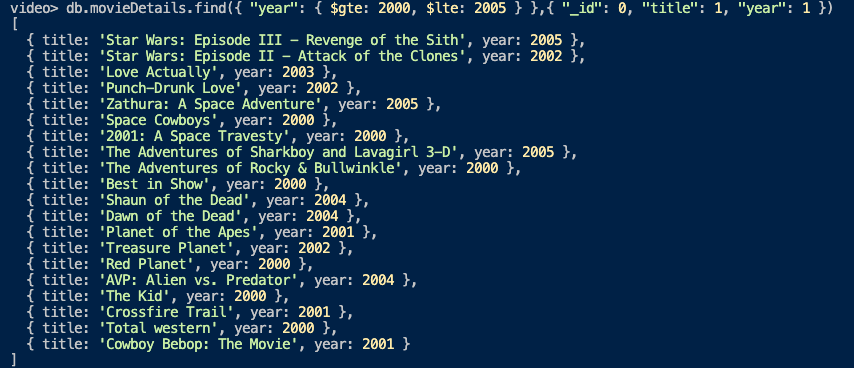 video> db.movieDetails.find({ "year": { $gte: 2000, $lte: 2005 } },{ "_id": 0, "title": 1, "year": 1 })
[
  { title: 'Star Wars: Episode III - Revenge of the Sith', year: 2005 },
  { title: 'Star Wars: Episode II - Attack of the Clones', year: 2002 },
  { title: 'Love Actually', year: 2003 },
  { title: 'Punch-Drunk Love', year: 2002 },
  { title: 'Zathura: A Space Adventure', year: 2005 },
  { title: 'Space Cowboys', year: 2000 },
  { title: '2001: A Space Travesty', year: 2000 },
  { title: 'The Adventures of Sharkboy and Lavagirl 3-D', year: 2005 },
  { title: 'The Adventures of Rocky & Bullwinkle', year: 2000 },
  { title: 'Best in Show', year: 2000 },
  { title: 'Shaun of the Dead', year: 2004 },
  { title: 'Dawn of the Dead', year: 2004 },
  { title: 'Planet of the Apes', year: 2001 },
  { title: 'Treasure Planet', year: 2002 },
  { title: 'Red Planet', year: 2000 },
  { title: 'AVP: Alien vs. Predator', year: 2004 },
  { title: 'The Kid', year: 2000 },
  { title: 'Crossfire Trail', year: 2001 },
  { title: 'Total western', year: 2000 },
  { title: 'Cowboy Bebop: The Movie', year: 2001 }
]